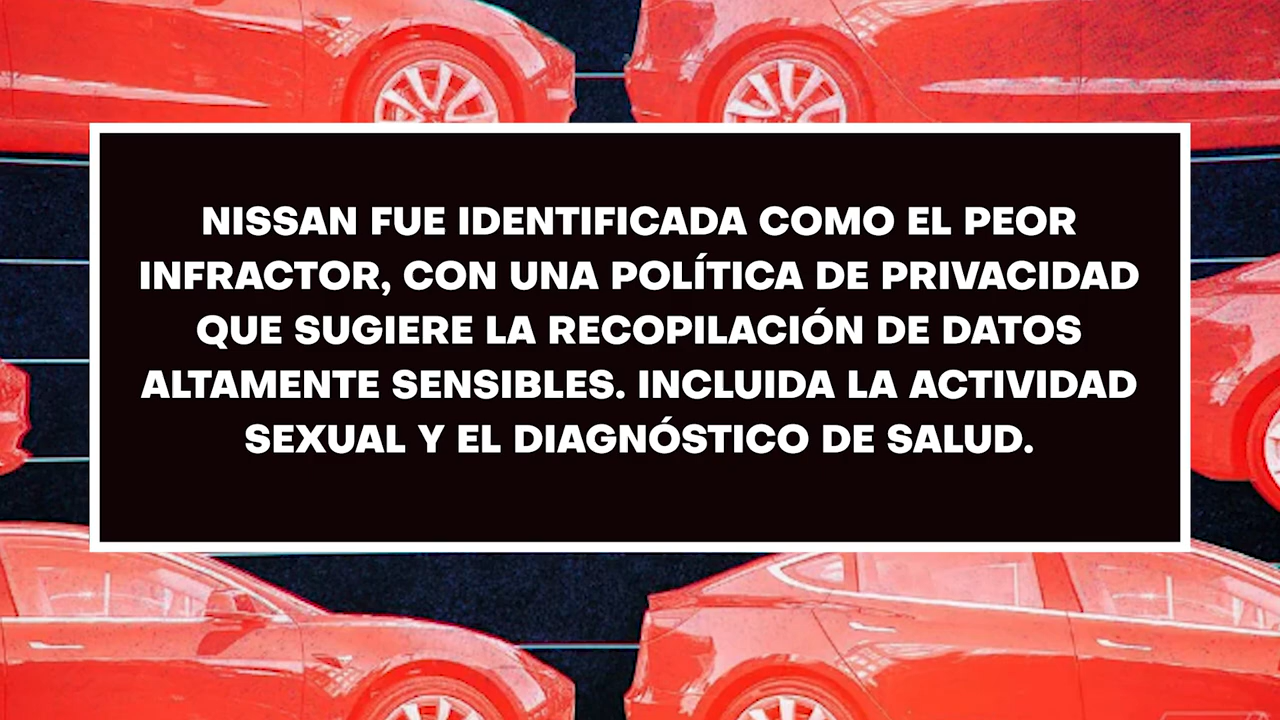 NISSAN FUE IDENTIFICADA COMO EL PEOR
INFRACTOR, CON UNA POLÍTICA DE PRIVACIDAD
QUE SUGIERE LA RECOPILACIÓN DE DATOS
ALTAMENTE SENSIBLES. INCLUIDA LA ACTIVIDAD
SEXUAL Y EL DIAGNÓSTICO DE SALUD.